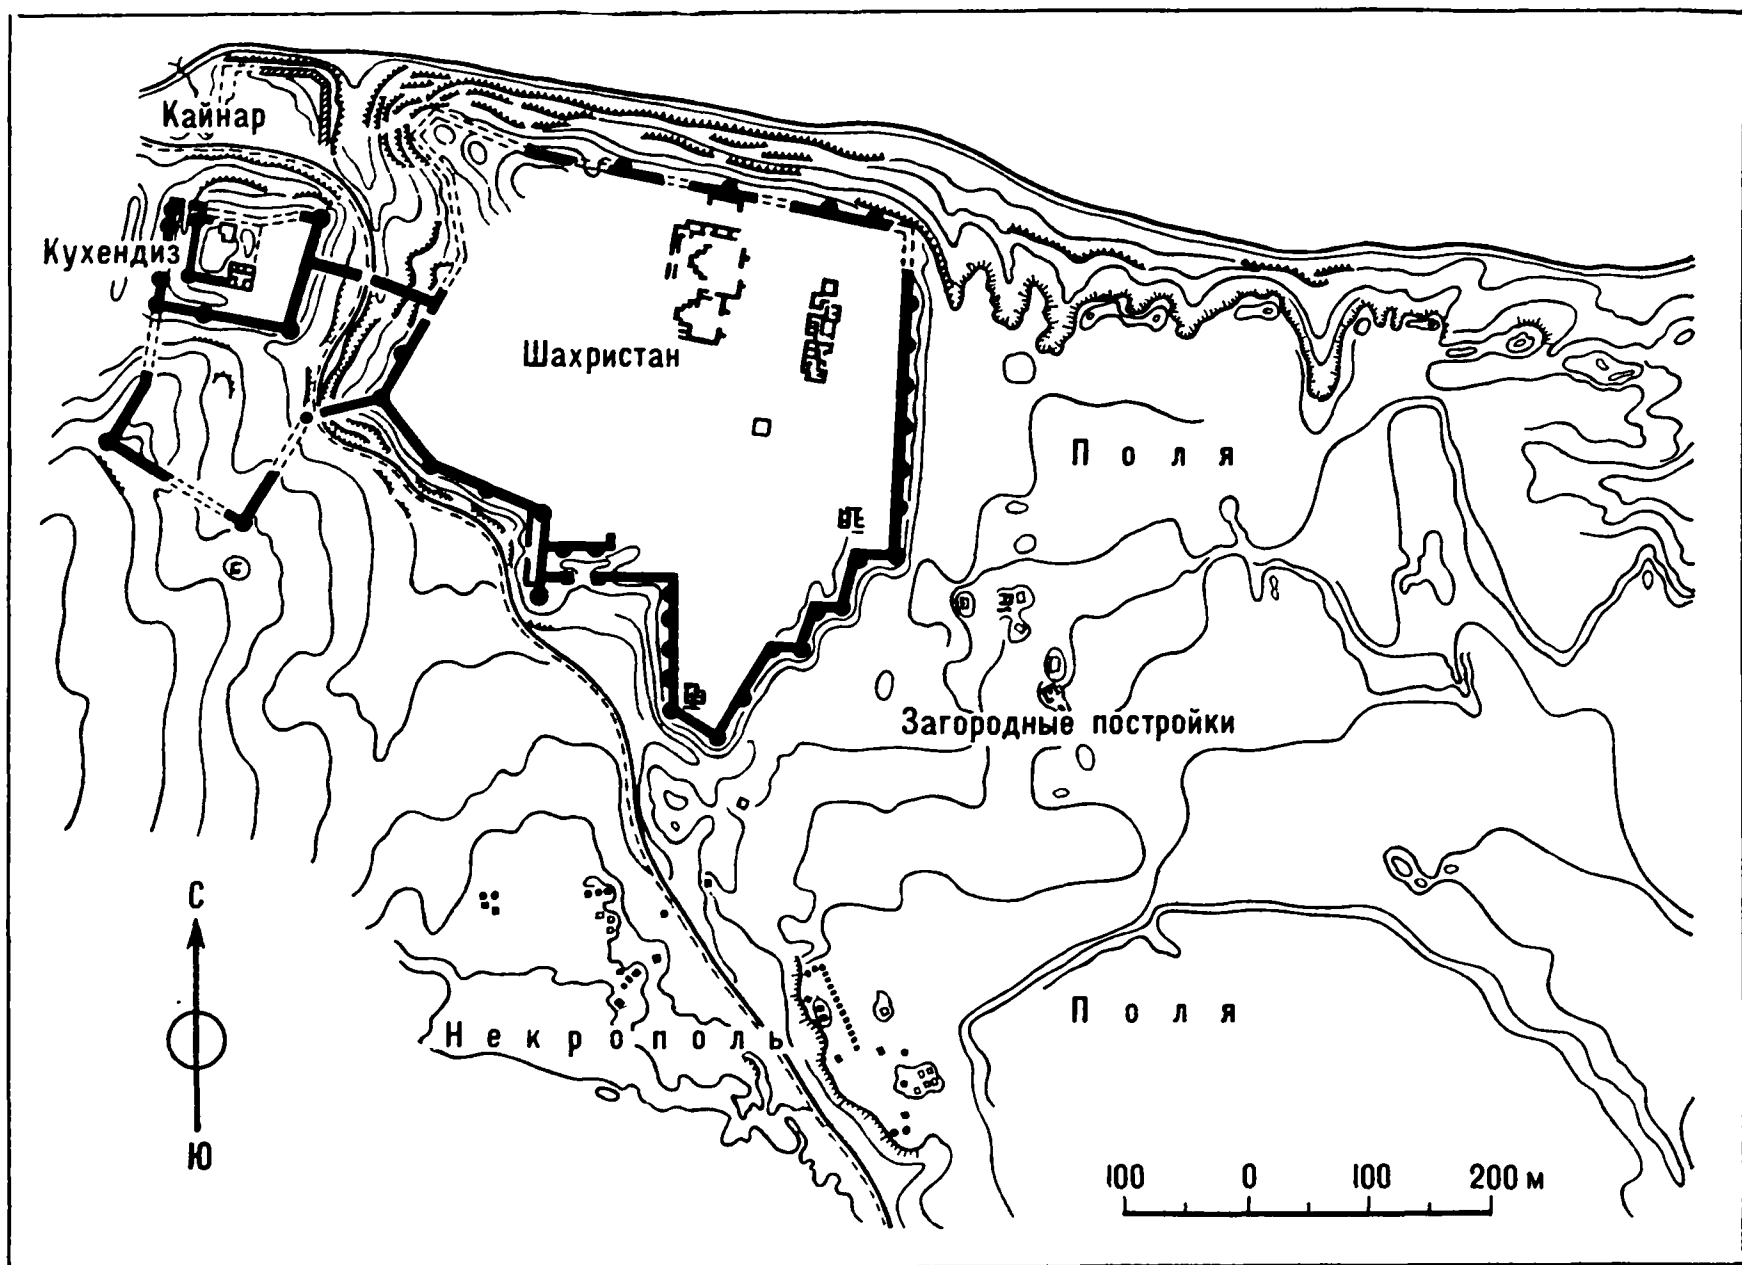 Кайнар
Кухендиз
Шахристан
Поля
Загородные постройки
С
Некрополь
Поля
Ю
100 0 100 200 м